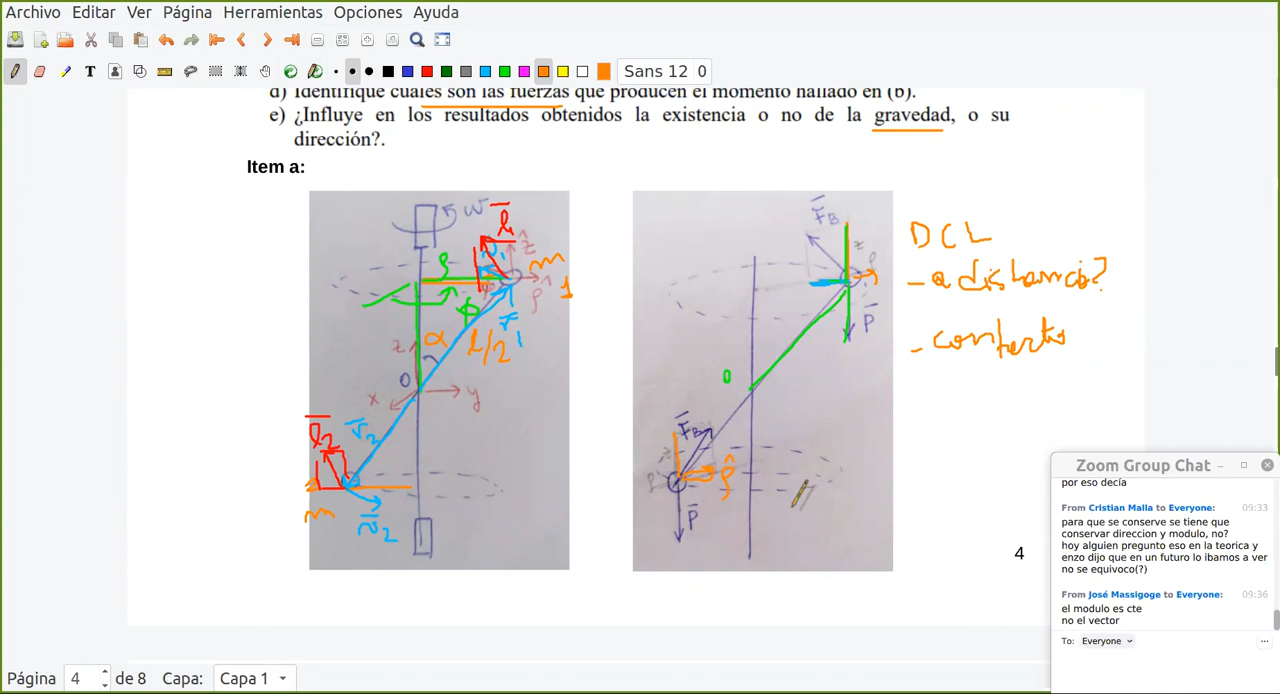 Archivo Editar Ver Página Herramientas Opciones Ayuda
Sans 12 0
d) Identifique cuáles son las fuerzas que producen el momento hallado en (b).
e) ¿Influye en los resultados obtenidos la existencia o no de la gravedad, o su
dirección?.
Item a:
w
l
ẑ
v1
m
1
ρ
ρ
ϕ
r1
α
l/2
z
O
x
y
l2
r2
m
v2
FB
z
ρ
P
O
FB
z
ρ
P
DCL
- a distancia?
- contacto
4
Zoom Group Chat
por eso decía
From Cristian Malla to Everyone: 09:33
para que se conserve se tiene que
conservar direccion y modulo, no?
hoy alguien pregunto eso en la teorica y
enzo dijo que en un futuro lo ibamos a ver
no se equivoco(?)
From José Massigoge to Everyone: 09:36
el modulo es cte
no el vector
To: Everyone
Página 4 de 8 Capa: Capa 1